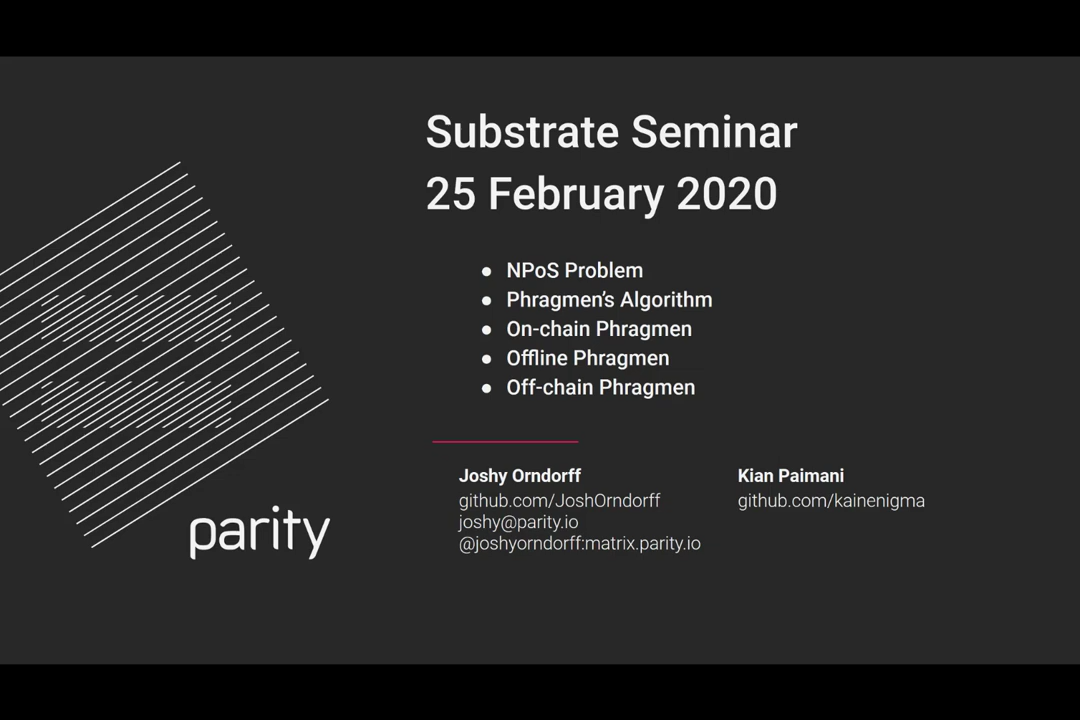 Substrate Seminar
25 February 2020
● NPoS Problem
● Phragmen's Algorithm
● On-chain Phragmen
● Offline Phragmen
● Off-chain Phragmen
Joshy Orndorff
github.com/JoshOrndorff
joshy@parity.io
@joshyorndorff:matrix.parity.io
Kian Paimani
github.com/kainenigma
parity